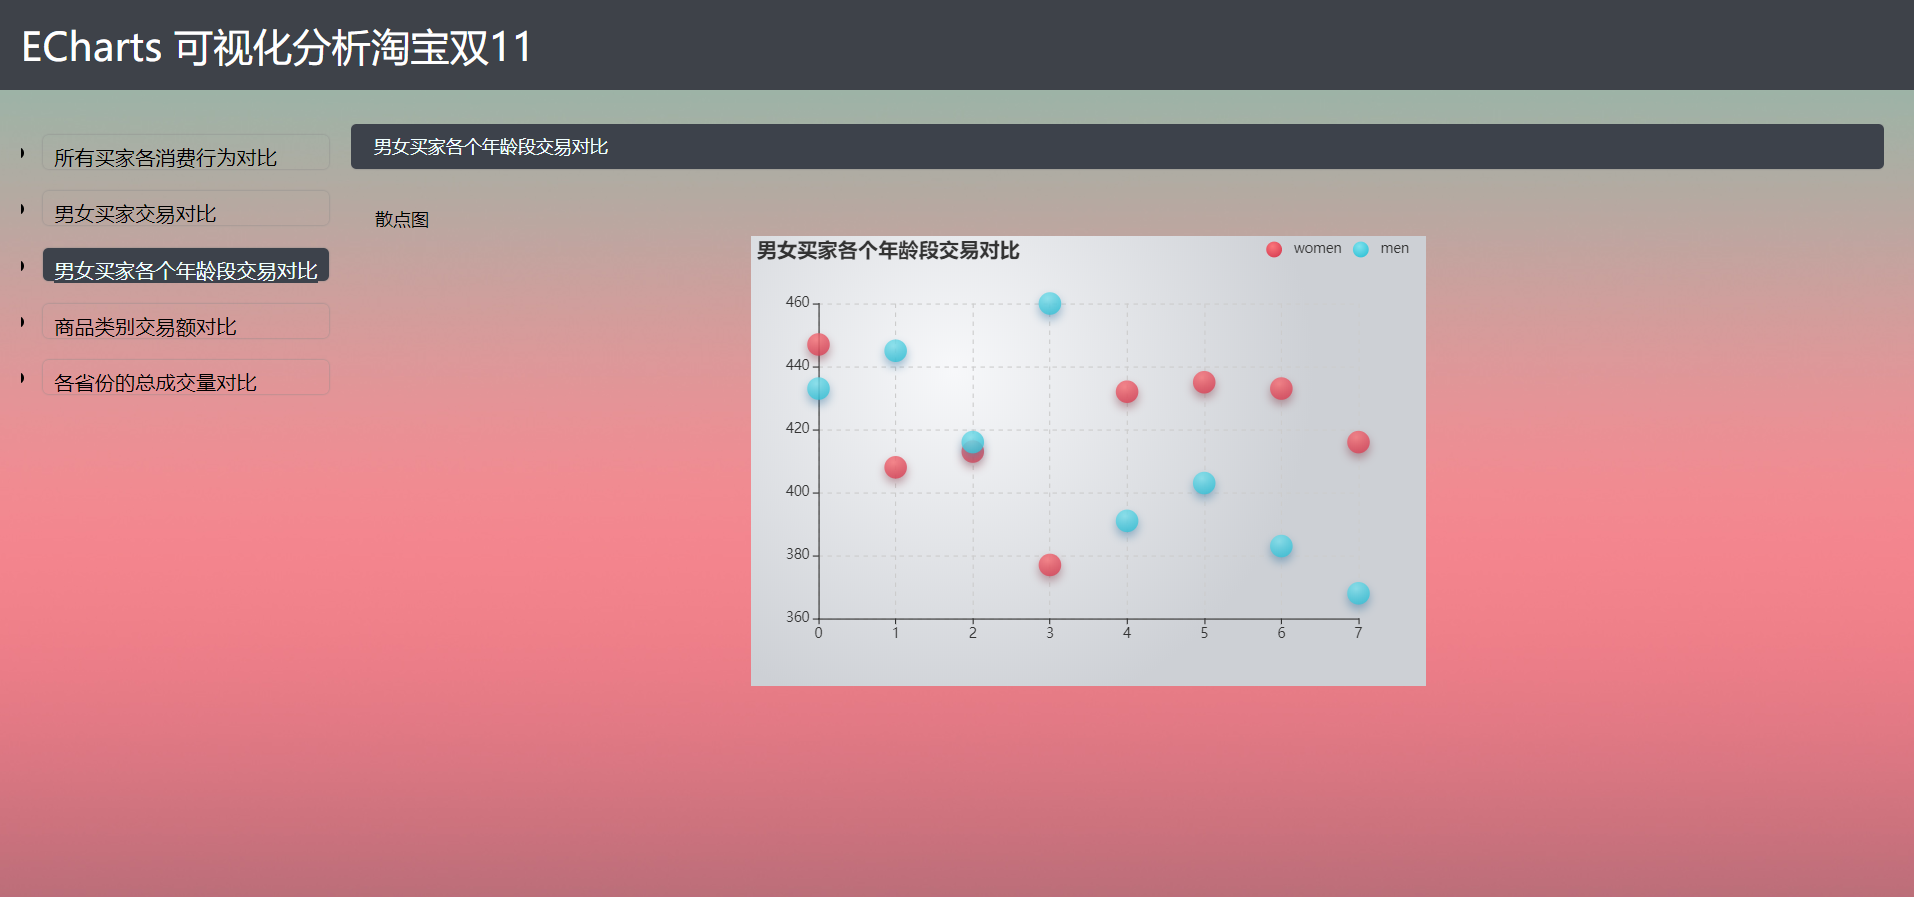 ECharts 可视化分析淘宝双11
所有买家各消费行为对比
男女买家交易对比
男女买家各个年龄段交易对比
商品类别交易额对比
各省份的总成交量对比
男女买家各个年龄段交易对比
散点图
男女买家各个年龄段交易对比
women men
460
440
420
400
380
360
0 1 2 3 4 5 6 7